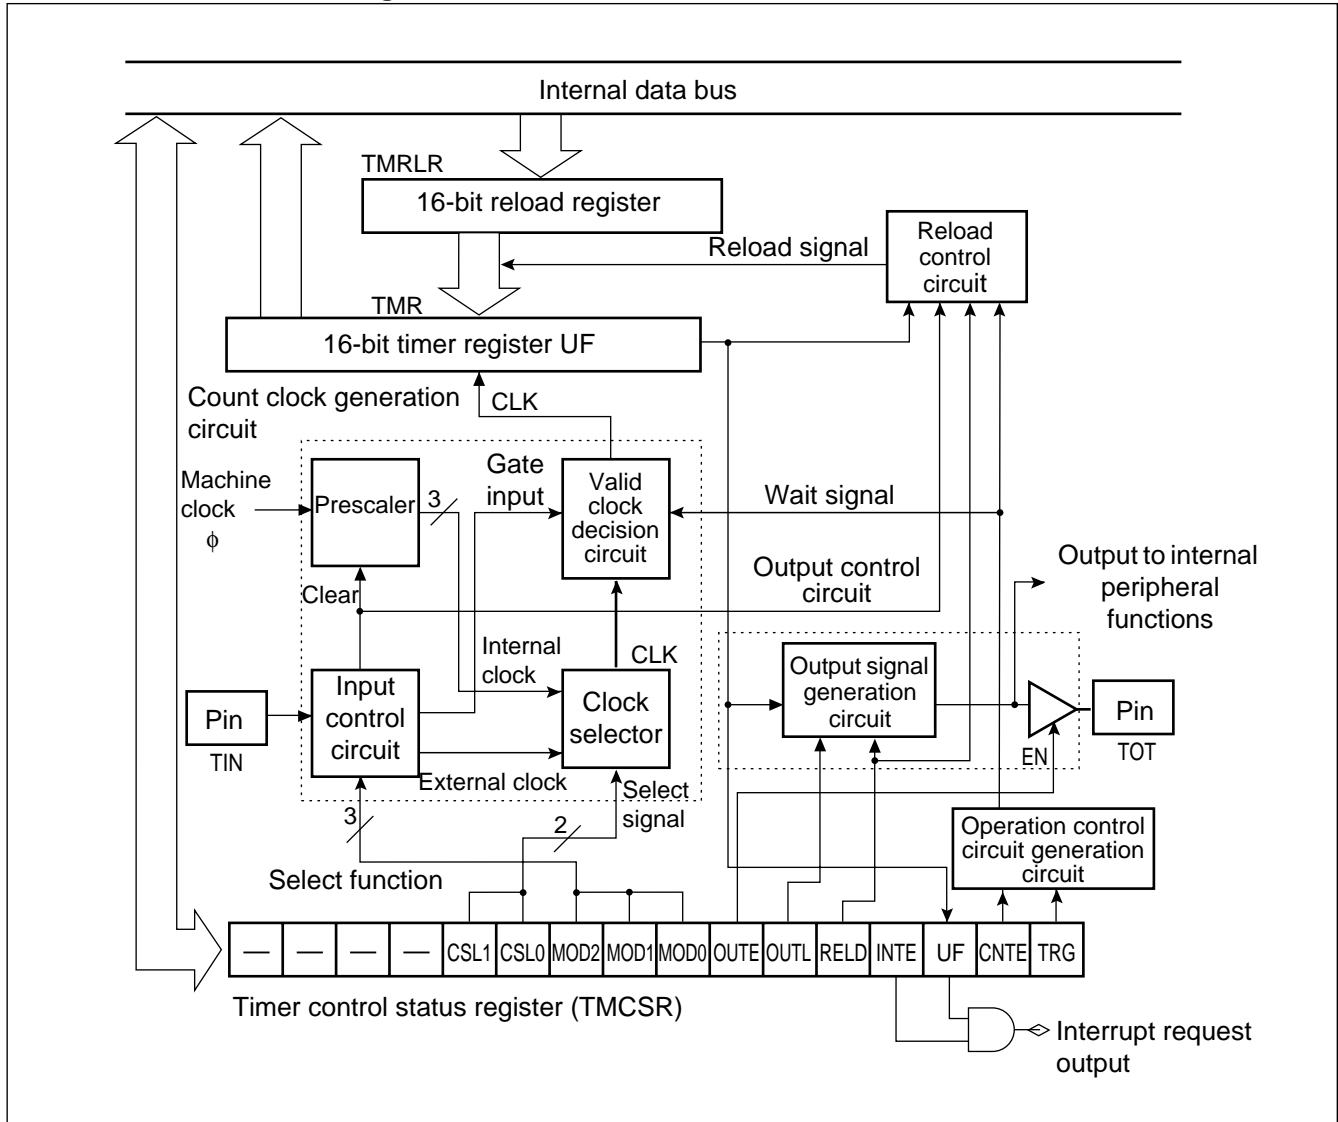 Internal data bus
TMRLR
16-bit reload register
Reload signal
Reload
control
circuit
TMR
16-bit timer register UF
Count clock generation
circuit
CLK
Machine
clock
ϕ
Prescaler
3
Gate
input
Valid
clock
decision
circuit
Wait signal
Clear
Output control
circuit
Output to internal
peripheral
functions
Internal
clock
CLK
Pin
TIN
Input
control
circuit
Clock
selector
External clock
Output signal
generation
circuit
EN
Pin
TOT
Select
signal
3
2
Select function
Operation control
circuit generation
circuit
— — — — CSL1 CSL0 MOD2 MOD1 MOD0 OUTE OUTL RELD INTE UF CNTE TRG
Timer control status register (TMCSR)
Interrupt request
output